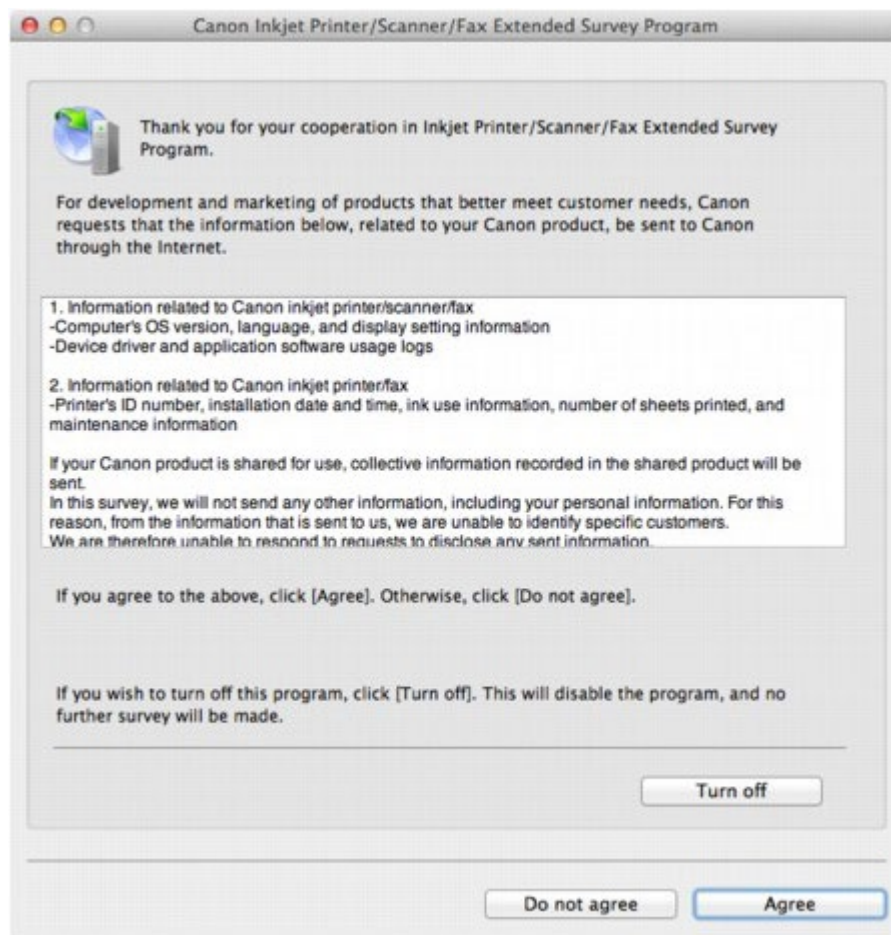 Canon Inkjet Printer/Scanner/Fax Extended Survey Program
Thank you for your cooperation in Inkjet Printer/Scanner/Fax Extended Survey
Program.
For development and marketing of products that better meet customer needs, Canon
requests that the information below, related to your Canon product, be sent to Canon
through the Internet.
1. Information related to Canon inkjet printer/scanner/fax
-Computer's OS version, language, and display setting information
-Device driver and application software usage logs
2. Information related to Canon inkjet printer/fax
-Printer's ID number, installation date and time, ink use information, number of sheets printed, and
maintenance information
If your Canon product is shared for use, collective information recorded in the shared product will be
sent.
In this survey, we will not send any other information, including your personal information. For this
reason, from the information that is sent to us, we are unable to identify specific customers.
We are therefore unable to respond to requests to disclose any sent information.
If you agree to the above, click [Agree]. Otherwise, click [Do not agree].
If you wish to turn off this program, click [Turn off]. This will disable the program, and no
further survey will be made.
Turn off
Do not agree
Agree